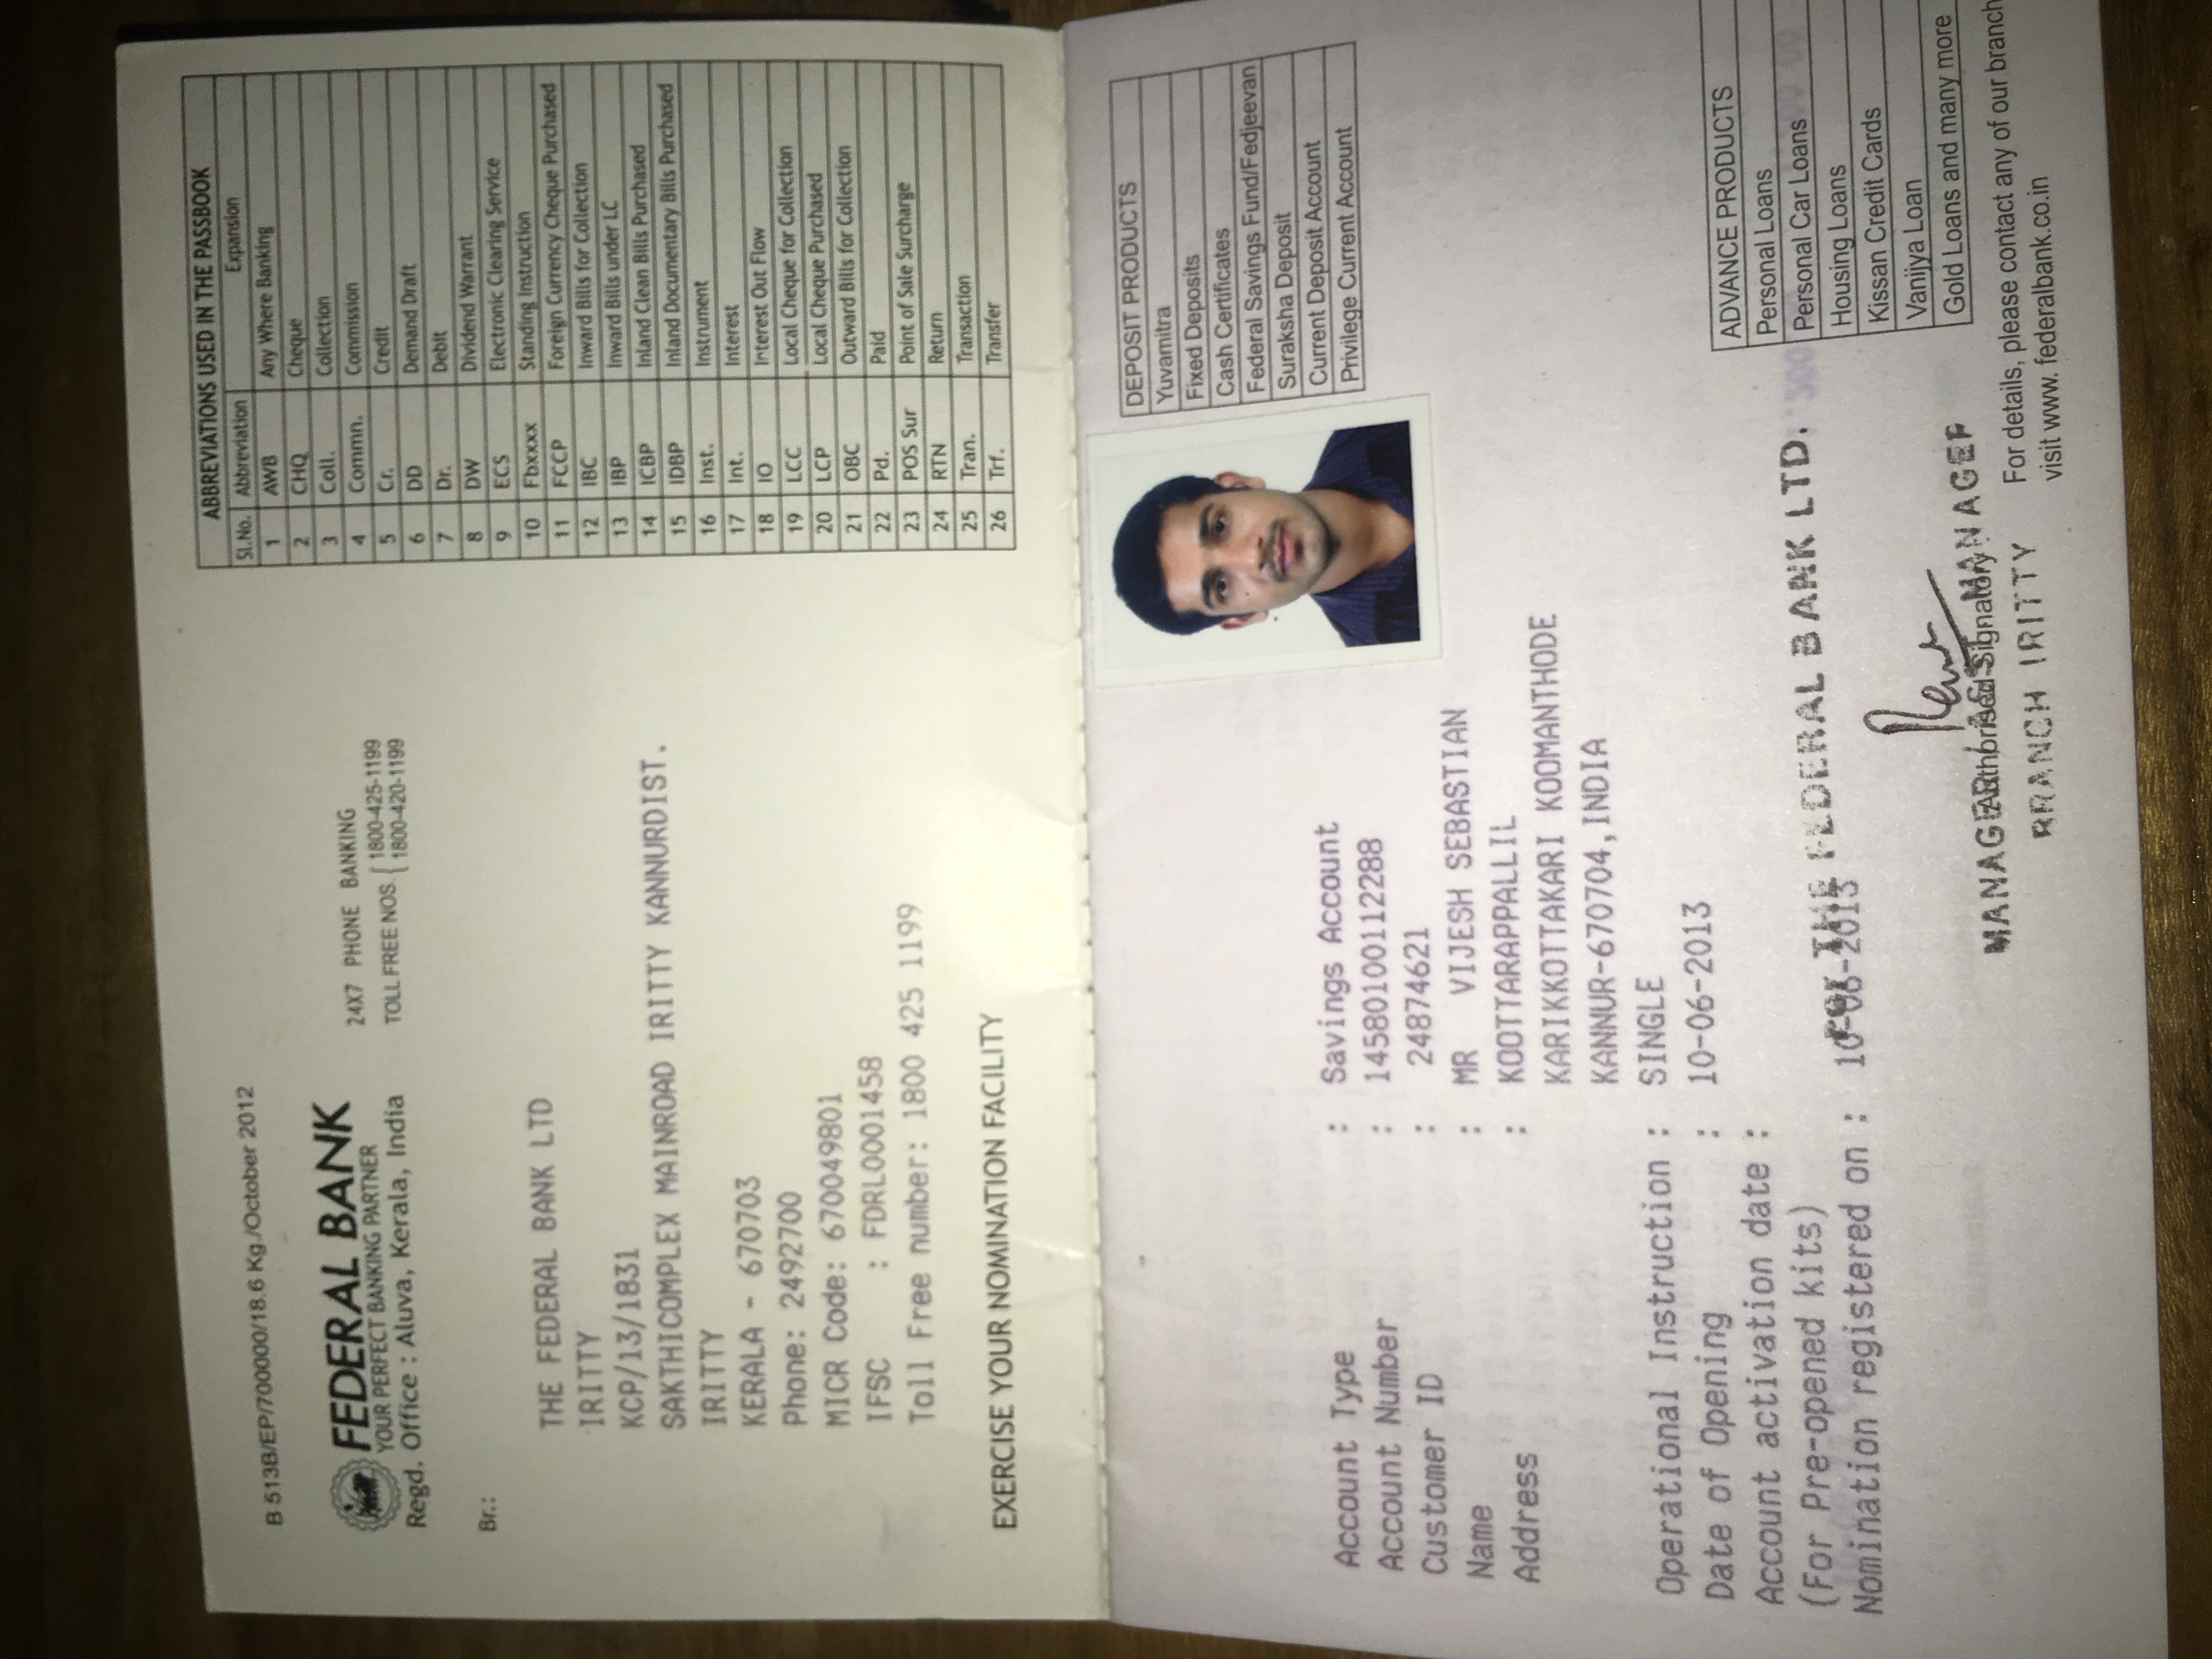 B 513B/EP/700000/18.6 Kg./October 2012
FEDERAL BANK
YOUR PERFECT BANKING PARTNER
Regd. Office : Aluva, Kerala, India
24X7 PHONE BANKING
TOLL FREE NOS. { 1800-425-1199
1800-420-1199
Br.:
THE FEDERAL BANK LTD
IRITTY
KCP/13/1831
SAKTHICOMPLEX MAINROAD IRITTY KANNURDIST.
IRITTY
KERALA - 670703
Phone: 2492700
MICR Code: 670049801
IFSC : FDRL0001458
Toll Free number: 1800 425 1199
EXERCISE YOUR NOMINATION FACILITY
ABBREVIATIONS USED IN THE PASSBOOK
Sl.No. Abbreviation Expansion
1 AWB Any Where Banking
2 CHQ Cheque
3 Coll. Collection
4 Commn. Commission
5 Cr. Credit
6 DD Demand Draft
7 Dr. Debit
8 DW Dividend Warrant
9 ECS Electronic Clearing Service
10 Fbxxxx Standing Instruction
11 FCCP Foreign Currency Cheque Purchased
12 IBC Inward Bills for Collection
13 IBP Inward Bills under LC
14 ICBP Inland Clean Bills Purchased
15 IDBP Inland Documentary Bills Purchased
16 Inst. Instrument
17 Int. Interest
18 IO Interest Out Flow
19 LCC Local Cheque for Collection
20 LCP Local Cheque Purchased
21 OBC Outward Bills for Collection
22 Pd. Paid
23 POS Sur Point of Sale Surcharge
24 RTN Return
25 Tran. Transaction
26 Trf. Transfer
DEPOSIT PRODUCTS
Yuvamitra
Fixed Deposits
Cash Certificates
Federal Savings Fund/Fedjeevan
Suraksha Deposit
Current Deposit Account
Privilege Current Account
Account Type : Savings Account
Account Number : 14580100112288
Customer ID : 24874621
Name : MR VIJESH SEBASTIAN
Address : KOOTTARAPPALLIL
KARIKKOTTAKARI KOOMANTHODE
KANNUR-670704,INDIA
Operational Instruction : SINGLE
Date of Opening : 10-06-2013
Account activation date :
(For Pre-opened kits)
Nomination registered on : 10-06-2013
For THE FEDERAL BANK LTD.
MANAGER / ASST. MANAGER
Authorised Signatory
BRANCH IRITTY
ADVANCE PRODUCTS
Personal Loans
Personal Car Loans
Housing Loans
Kissan Credit Cards
Vanijya Loan
Gold Loans and many more
For details, please contact any of our branch
visit www. federalbank.co.in